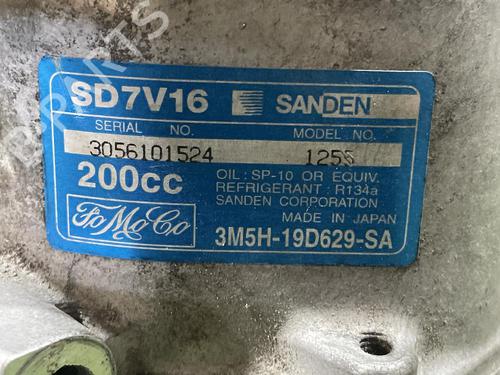 SD7V16 SANDEN
SERIAL NO. MODEL NO.
3056101524 1255
200cc OIL : SP-10 OR EQUIV.
REFRIGERANT : R134a
SANDEN CORPORATION
MADE IN JAPAN
FoMoCo 3M5H-19D629-SA
B-PARTS